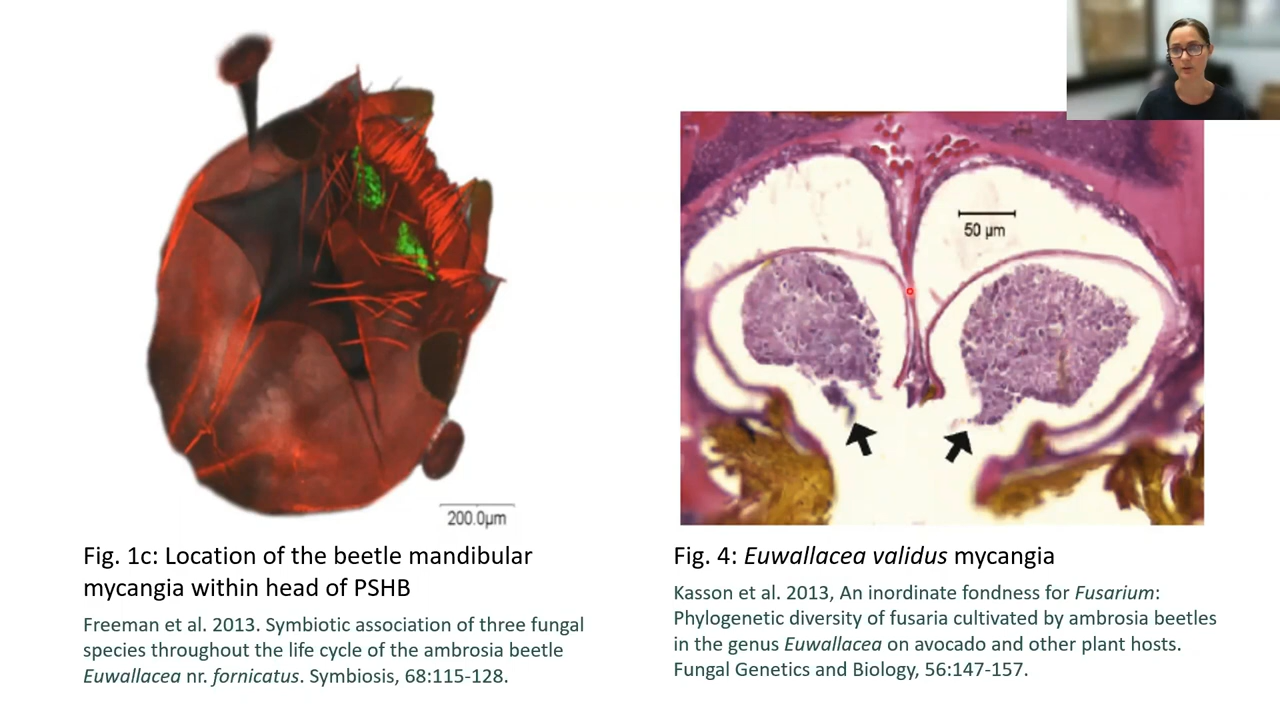 200.0µm
50 µm
Fig. 1c: Location of the beetle mandibular
mycangia within head of PSHB
Freeman et al. 2013. Symbiotic association of three fungal
species throughout the life cycle of the ambrosia beetle
Euwallacea nr. fornicatus. Symbiosis, 68:115-128.
Fig. 4: Euwallacea validus mycangia
Kasson et al. 2013, An inordinate fondness for Fusarium:
Phylogenetic diversity of fusaria cultivated by ambrosia beetles
in the genus Euwallacea on avocado and other plant hosts.
Fungal Genetics and Biology, 56:147-157.